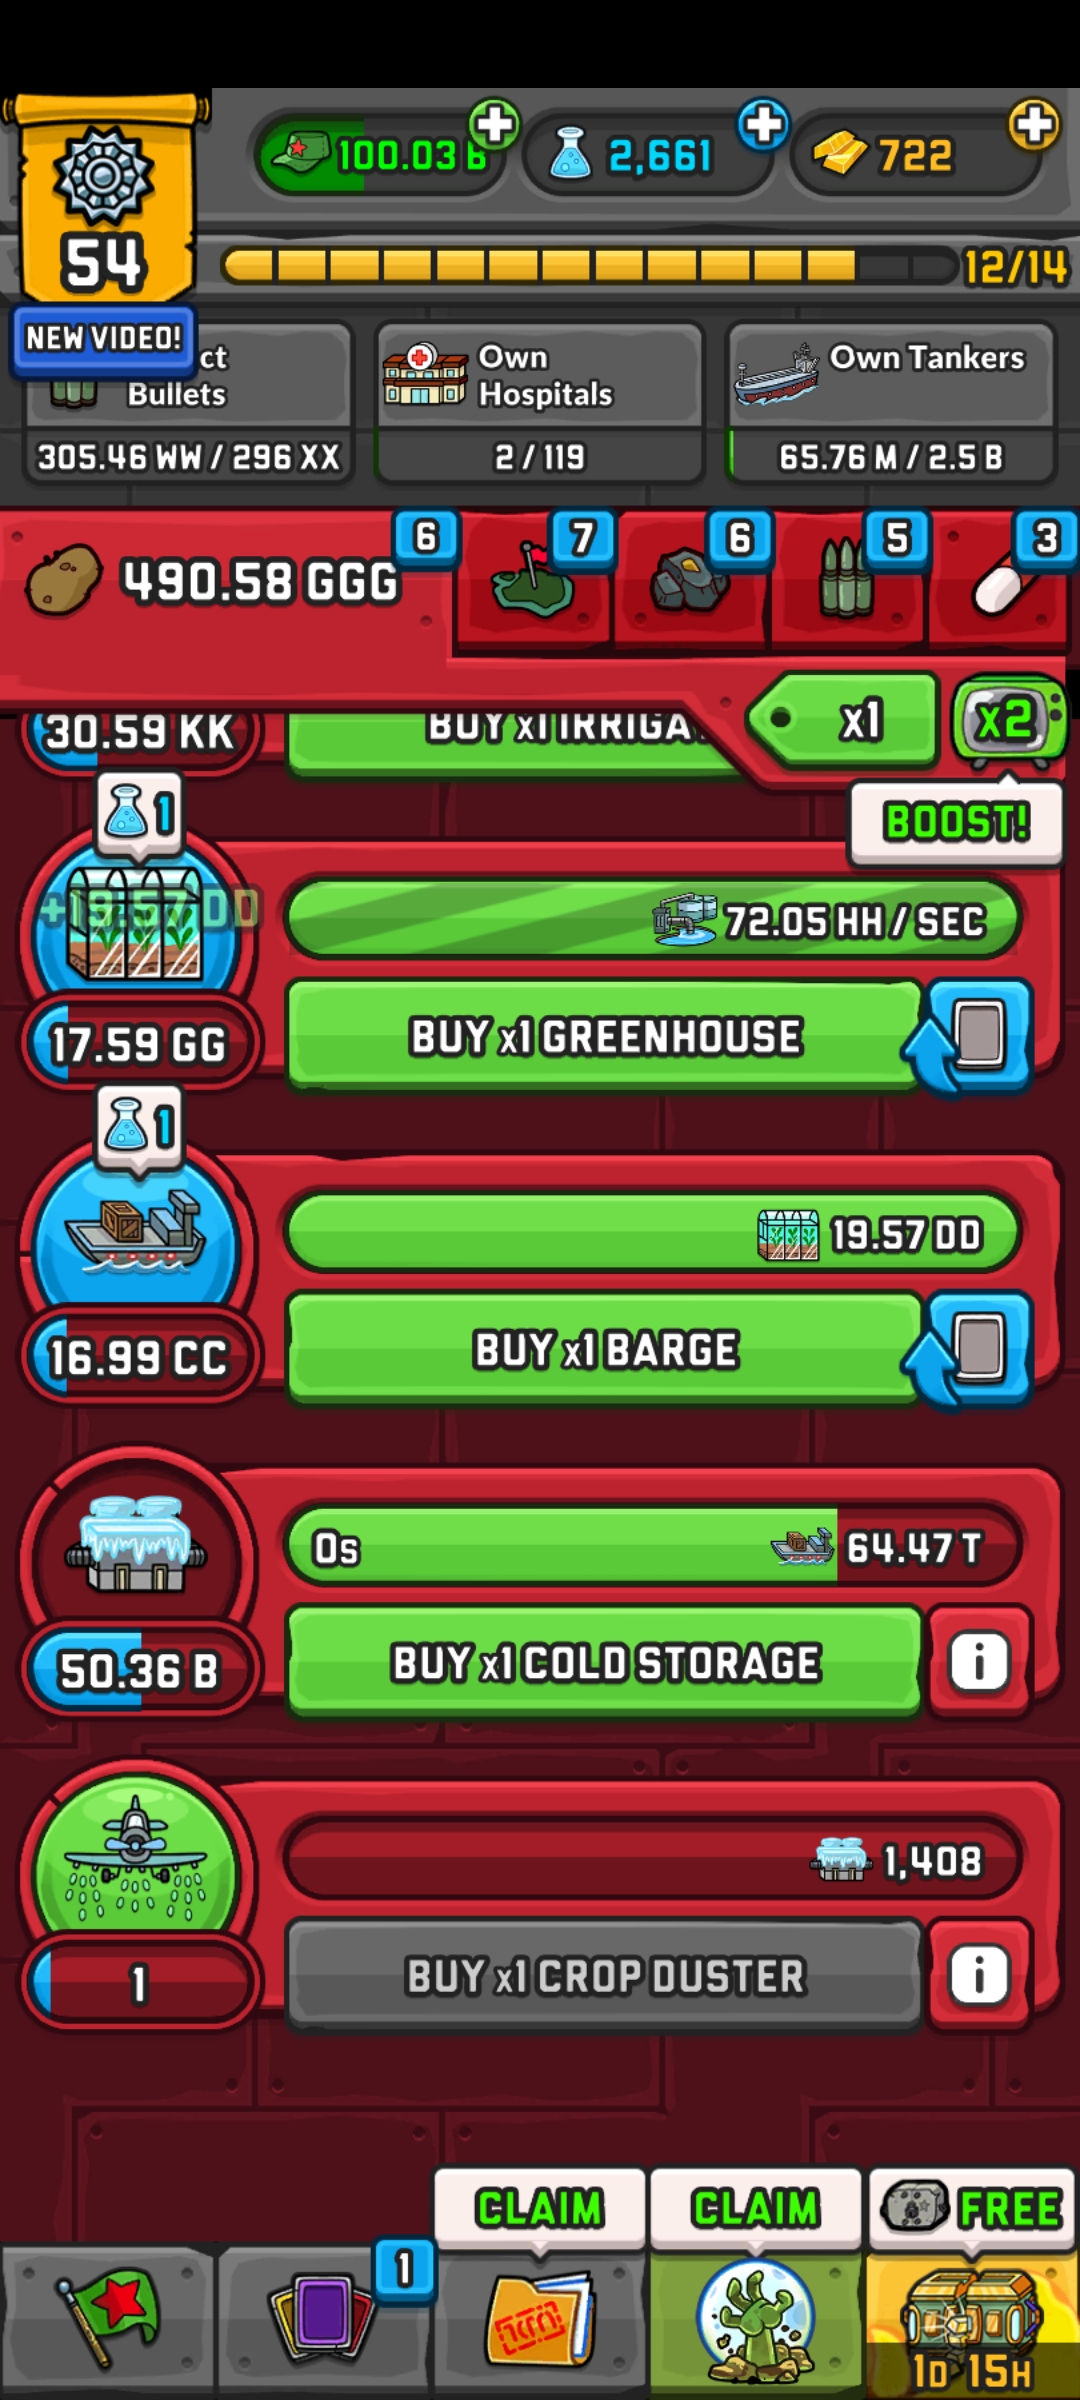 100.03 B
2,661
722
54
12/14
NEW VIDEO!
ct
Bullets
305.46 WW / 296 XX
Own
Hospitals
2 / 119
Own Tankers
65.76 M / 2.5 B
490.58 GGG
6
7
6
5
3
x1
x2
BOOST!
30.59 KK
BUY x1 IRRIGA
1
+19.57 DD
72.05 HH / SEC
17.59 GG
BUY x1 GREENHOUSE
1
19.57 DD
16.99 CC
BUY x1 BARGE
0s
64.47 T
50.36 B
BUY x1 COLD STORAGE
i
1,408
1
BUY x1 CROP DUSTER
i
CLAIM
CLAIM
FREE
1
1D 15H